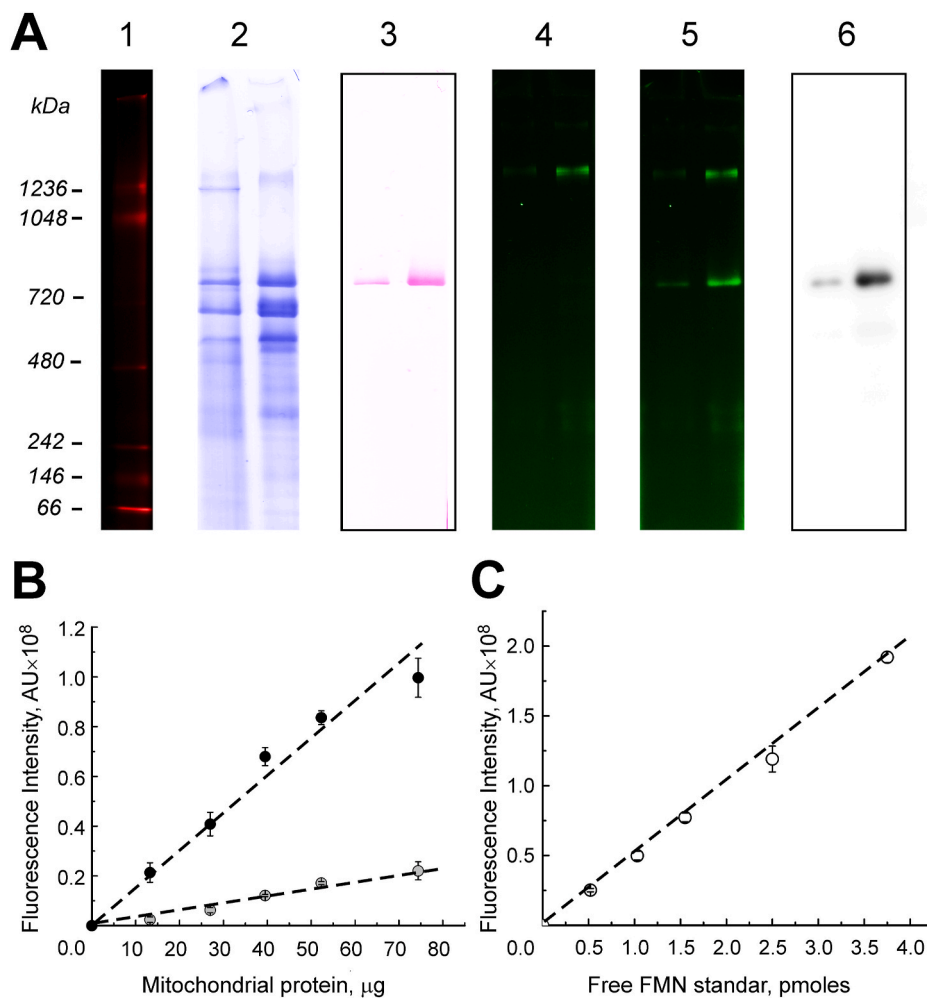 A
1 2 3 4 5 6
kDa
1236
1048
720
480
242
146
66
B
C
Fluorescence Intensity, AU×10⁸
1.2
1.0
0.8
0.6
0.4
0.2
0.0
10 20 30 40 50 60 70 80
Mitochondrial protein, µg
Fluorescence Intensity, AU×10⁸
2.0
1.5
1.0
0.5
0.0
0.5 1.0 1.5 2.0 2.5 3.0 3.5 4.0
Free FMN standar, pmoles